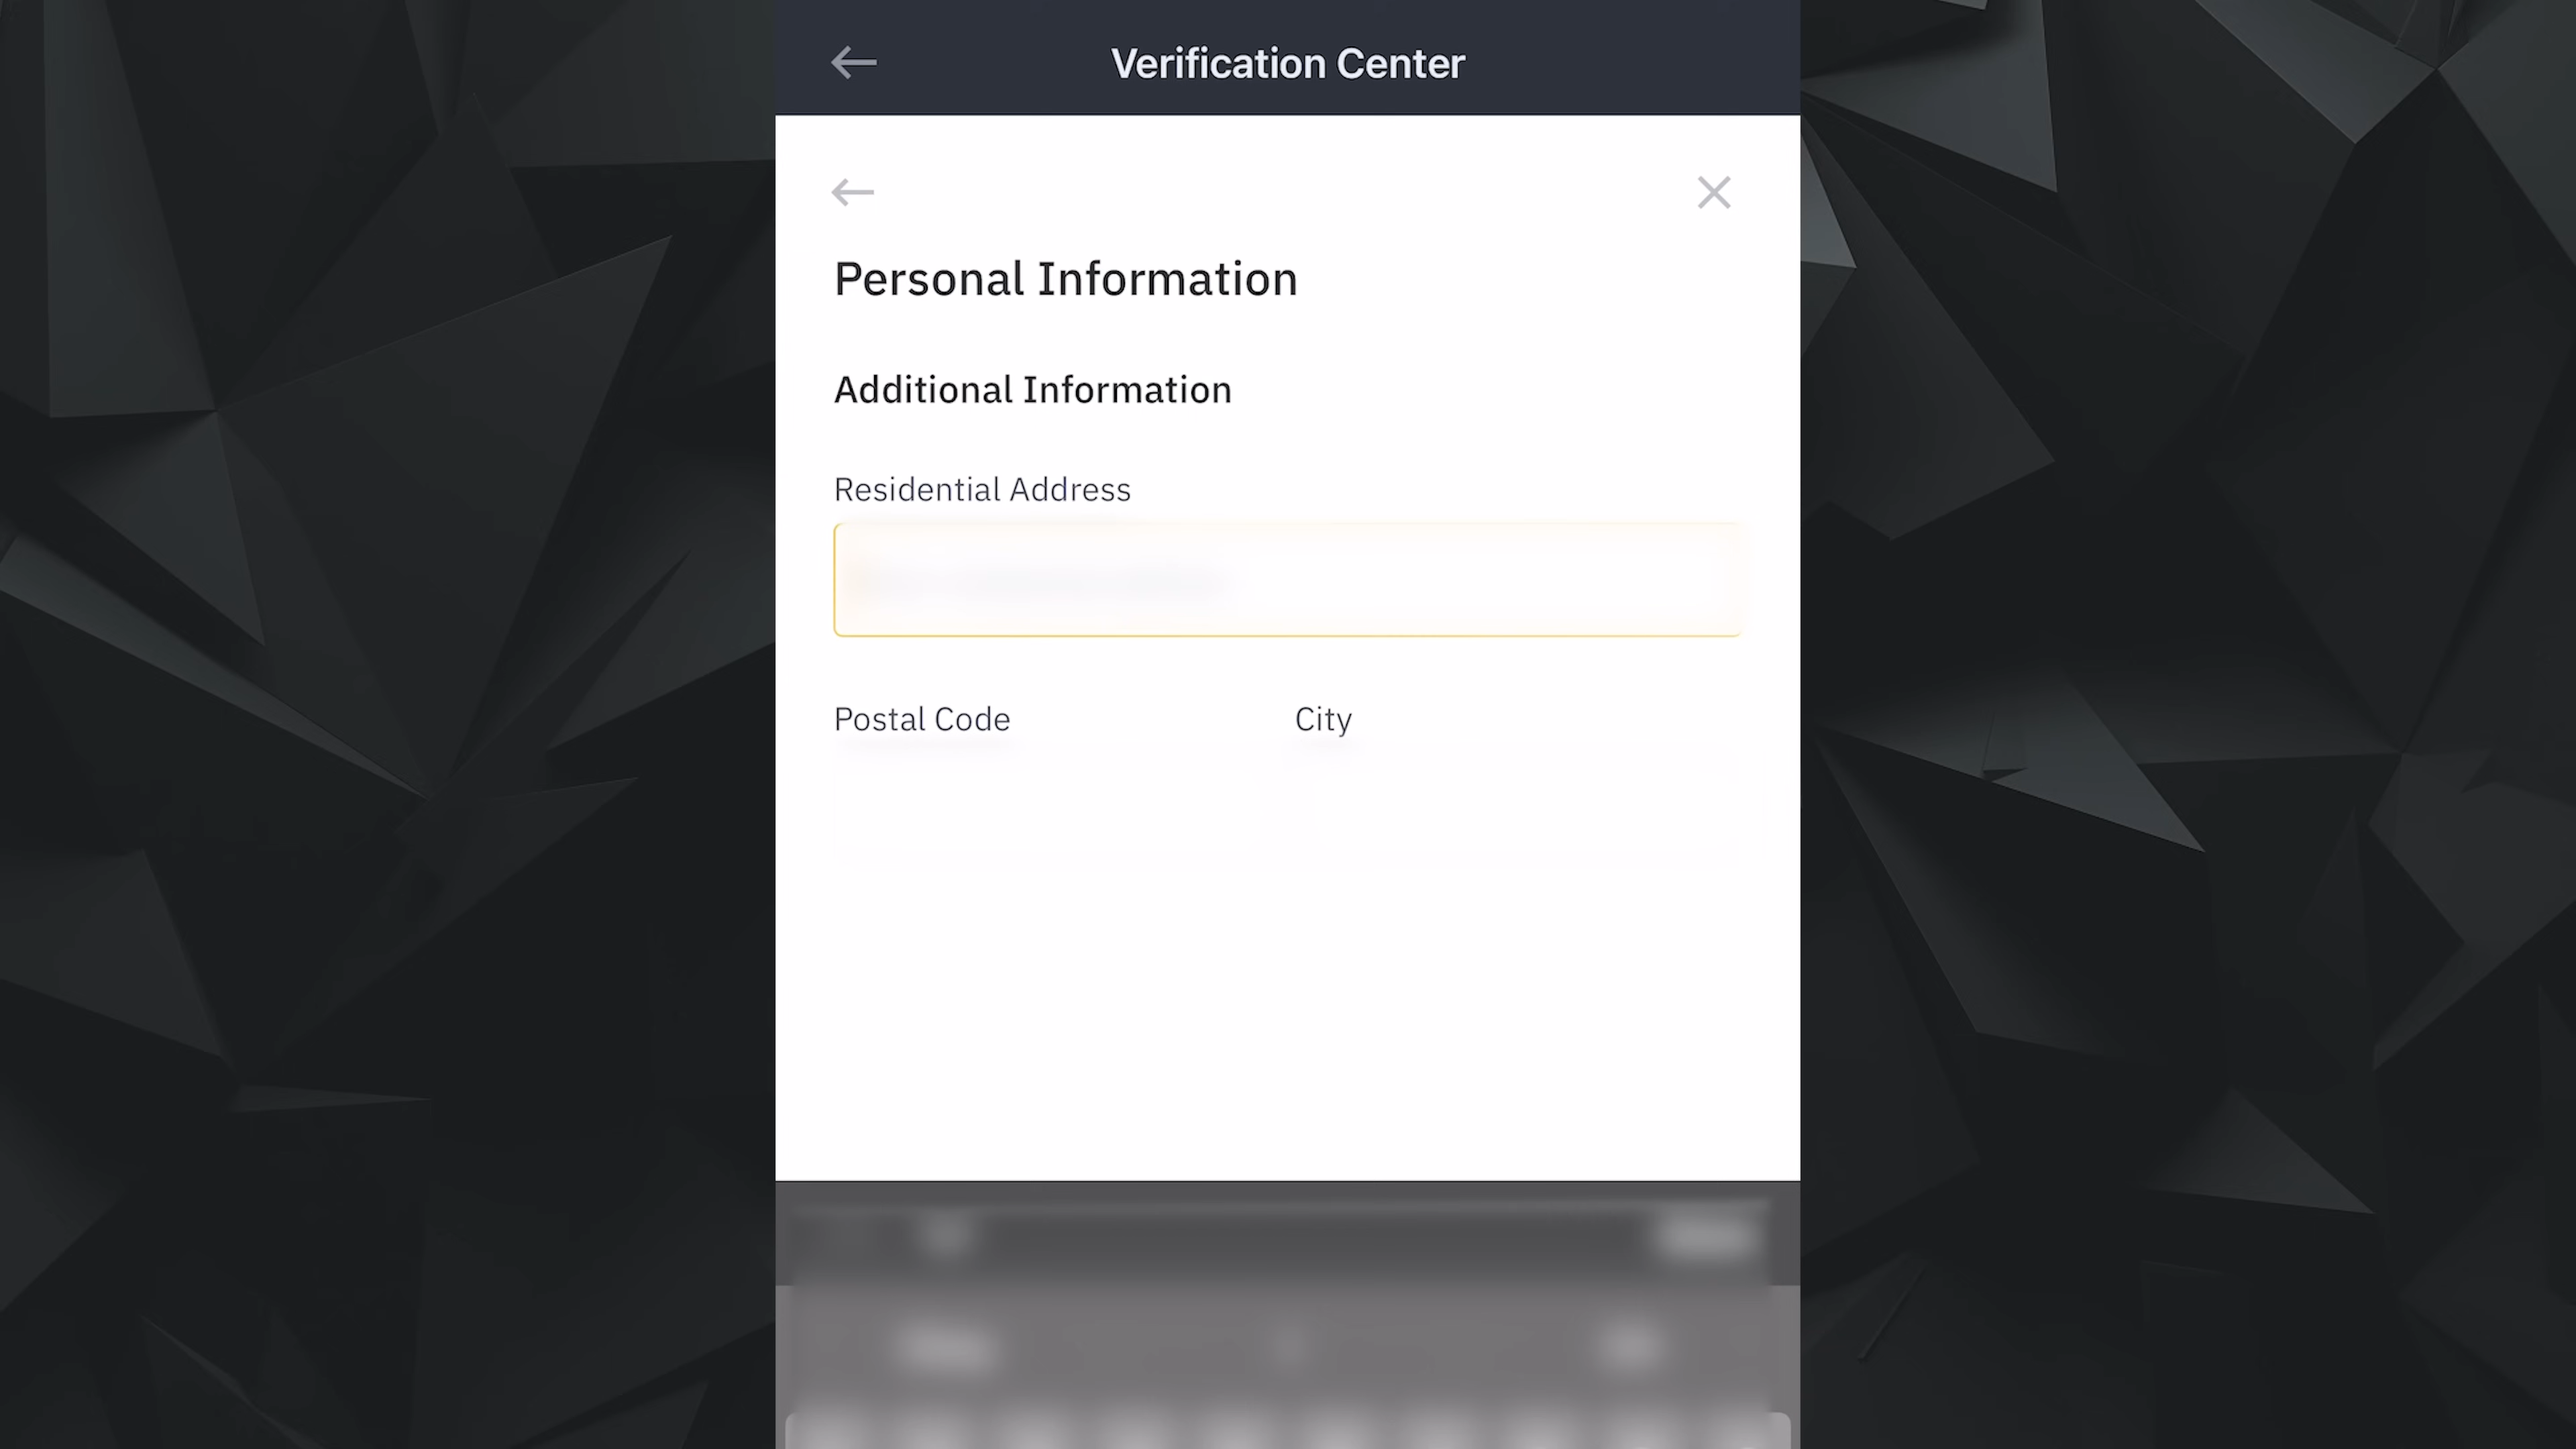 Verification Center
Personal Information
Additional Information
Residential Address
Postal Code
City